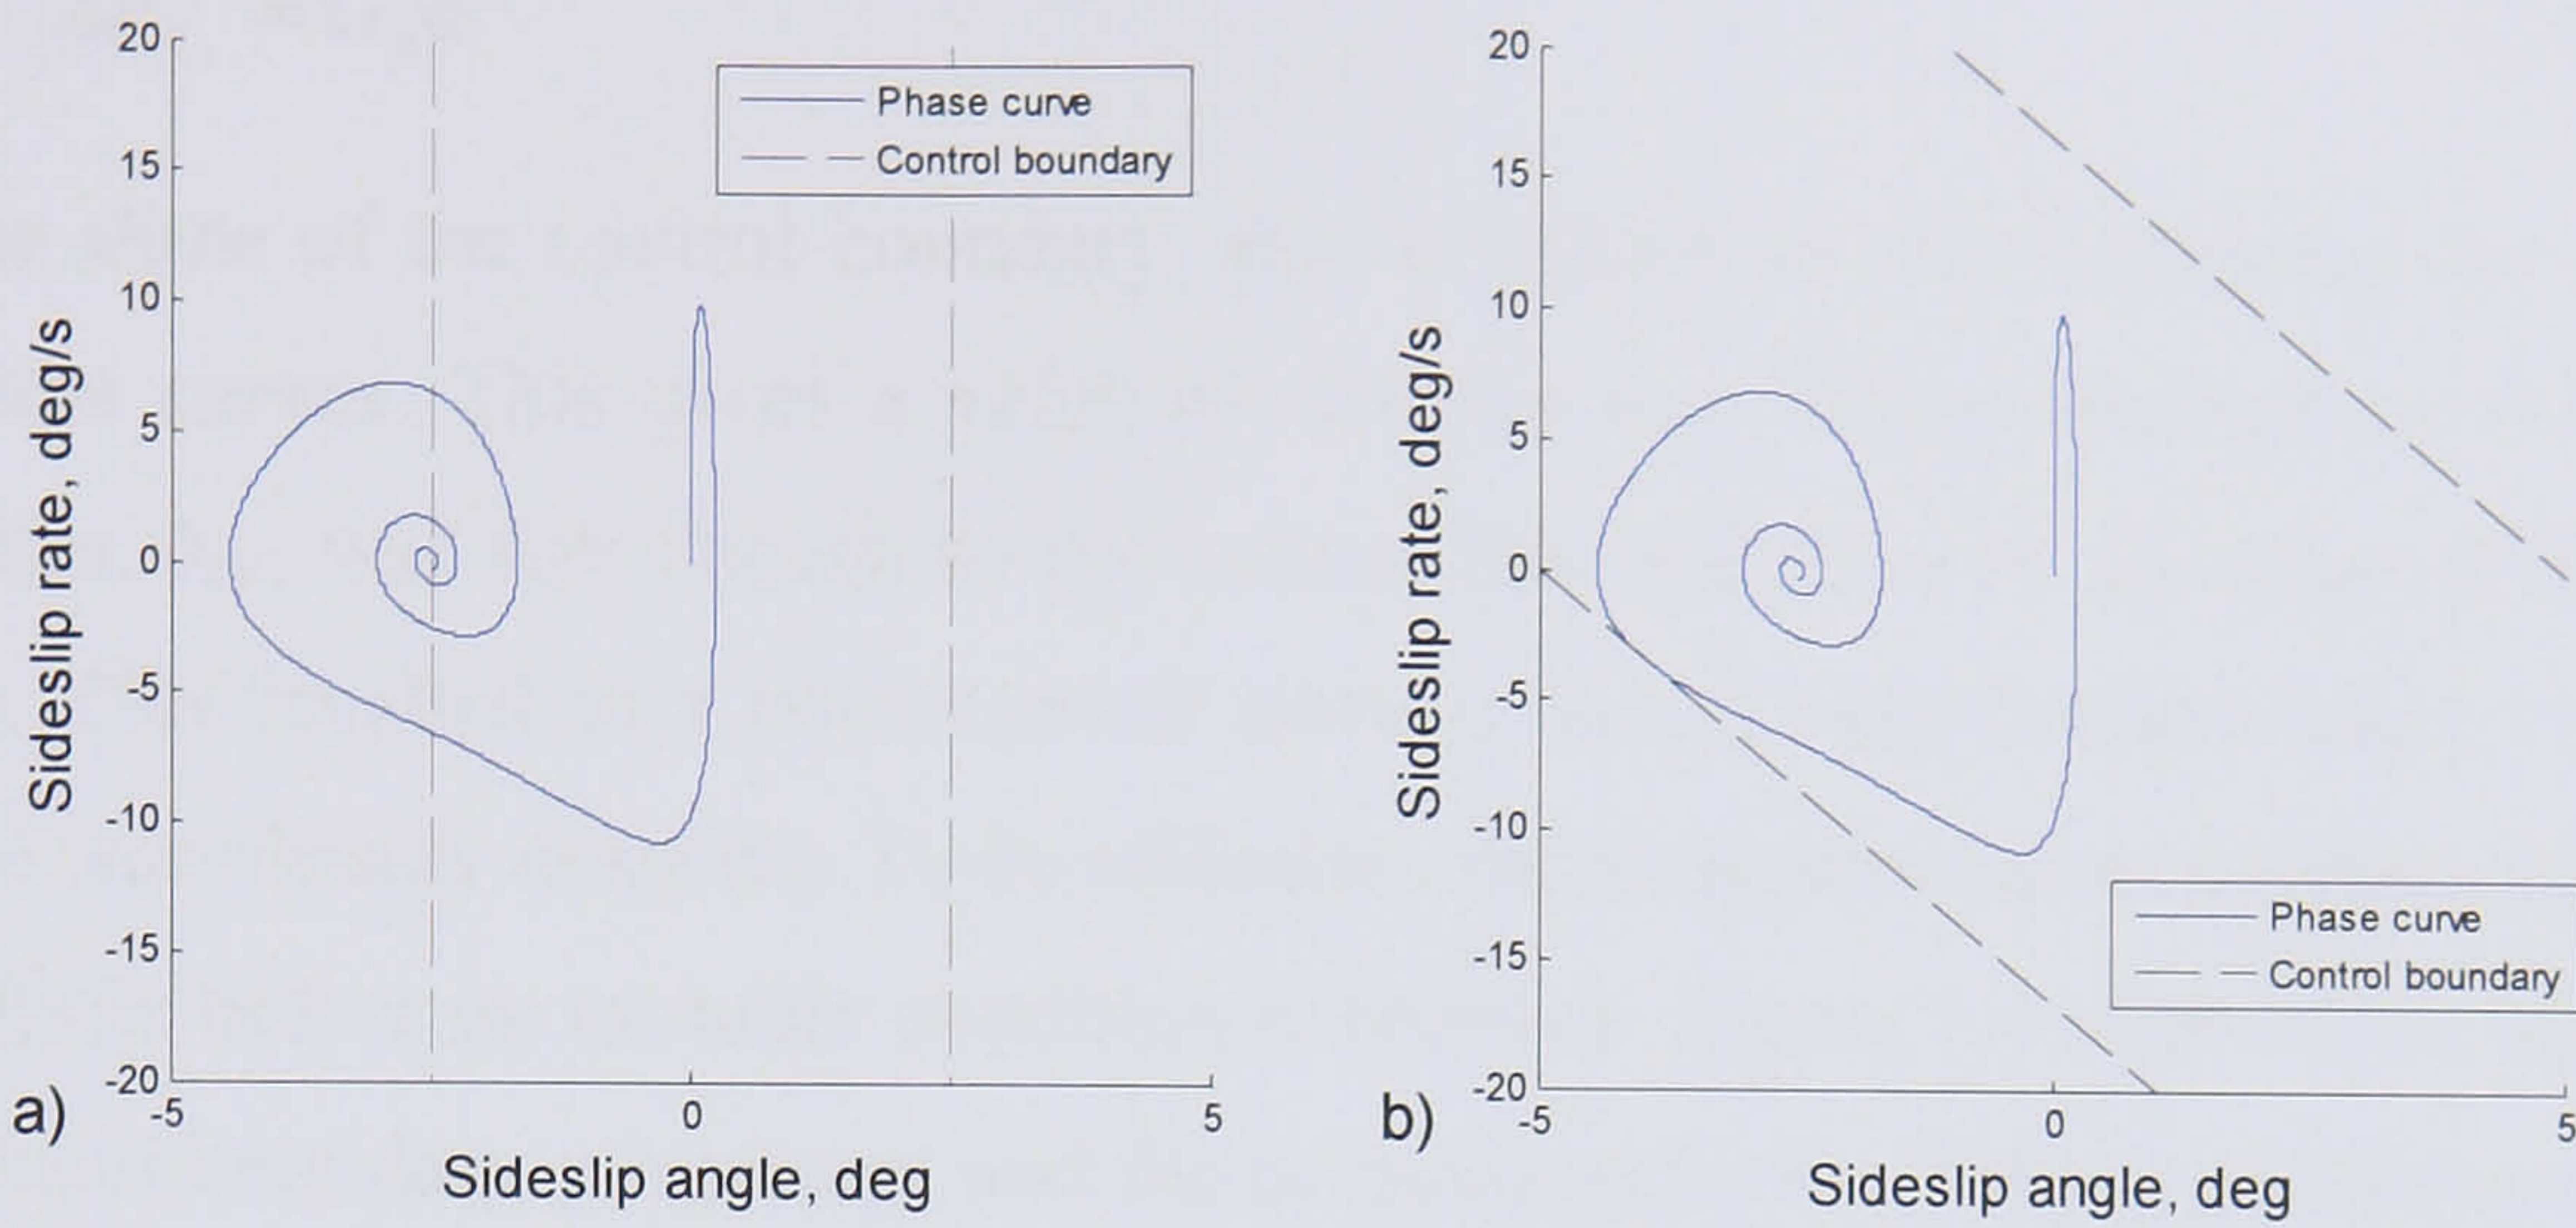 20
15
10
5
0
-5
-10
-15
-20
-5
0
5
Sideslip rate, deg/s
Sideslip angle, deg
Phase curve
Control boundary
a)
20
15
10
5
0
-5
-10
-15
-20
-5
0
5
Sideslip rate, deg/s
Sideslip angle, deg
Phase curve
Control boundary
b)